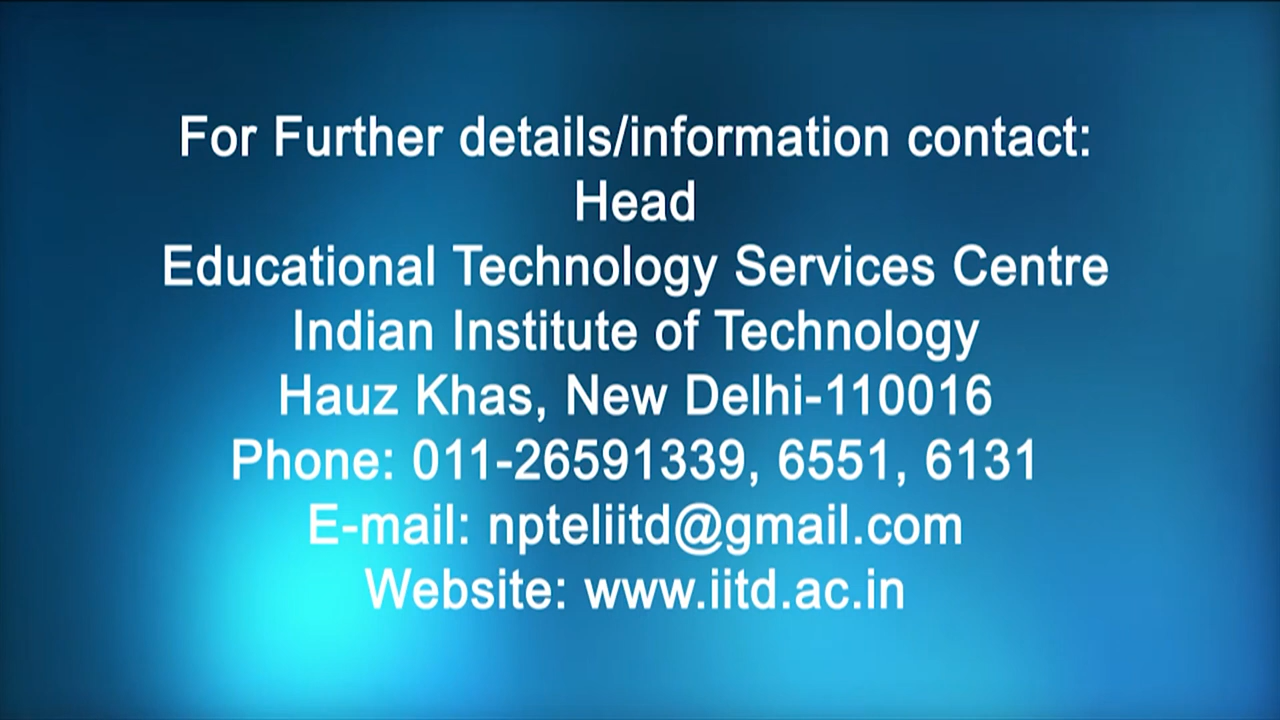 For Further details/information contact:
Head
Educational Technology Services Centre
Indian Institute of Technology
Hauz Khas, New Delhi-110016
Phone: 011-26591339, 6551, 6131
E-mail: npteliitd@gmail.com
Website: www.iitd.ac.in